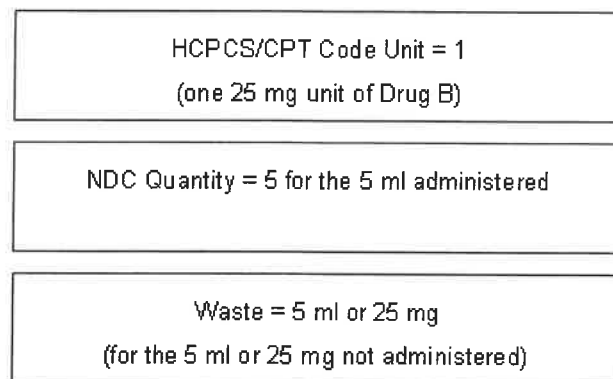 HCPCS/CPT Code Unit = 1
(one 25 mg unit of Drug B)
NDC Quantity = 5 for the 5 ml administered
Waste = 5 ml or 25 mg
(for the 5 ml or 25 mg not administered)